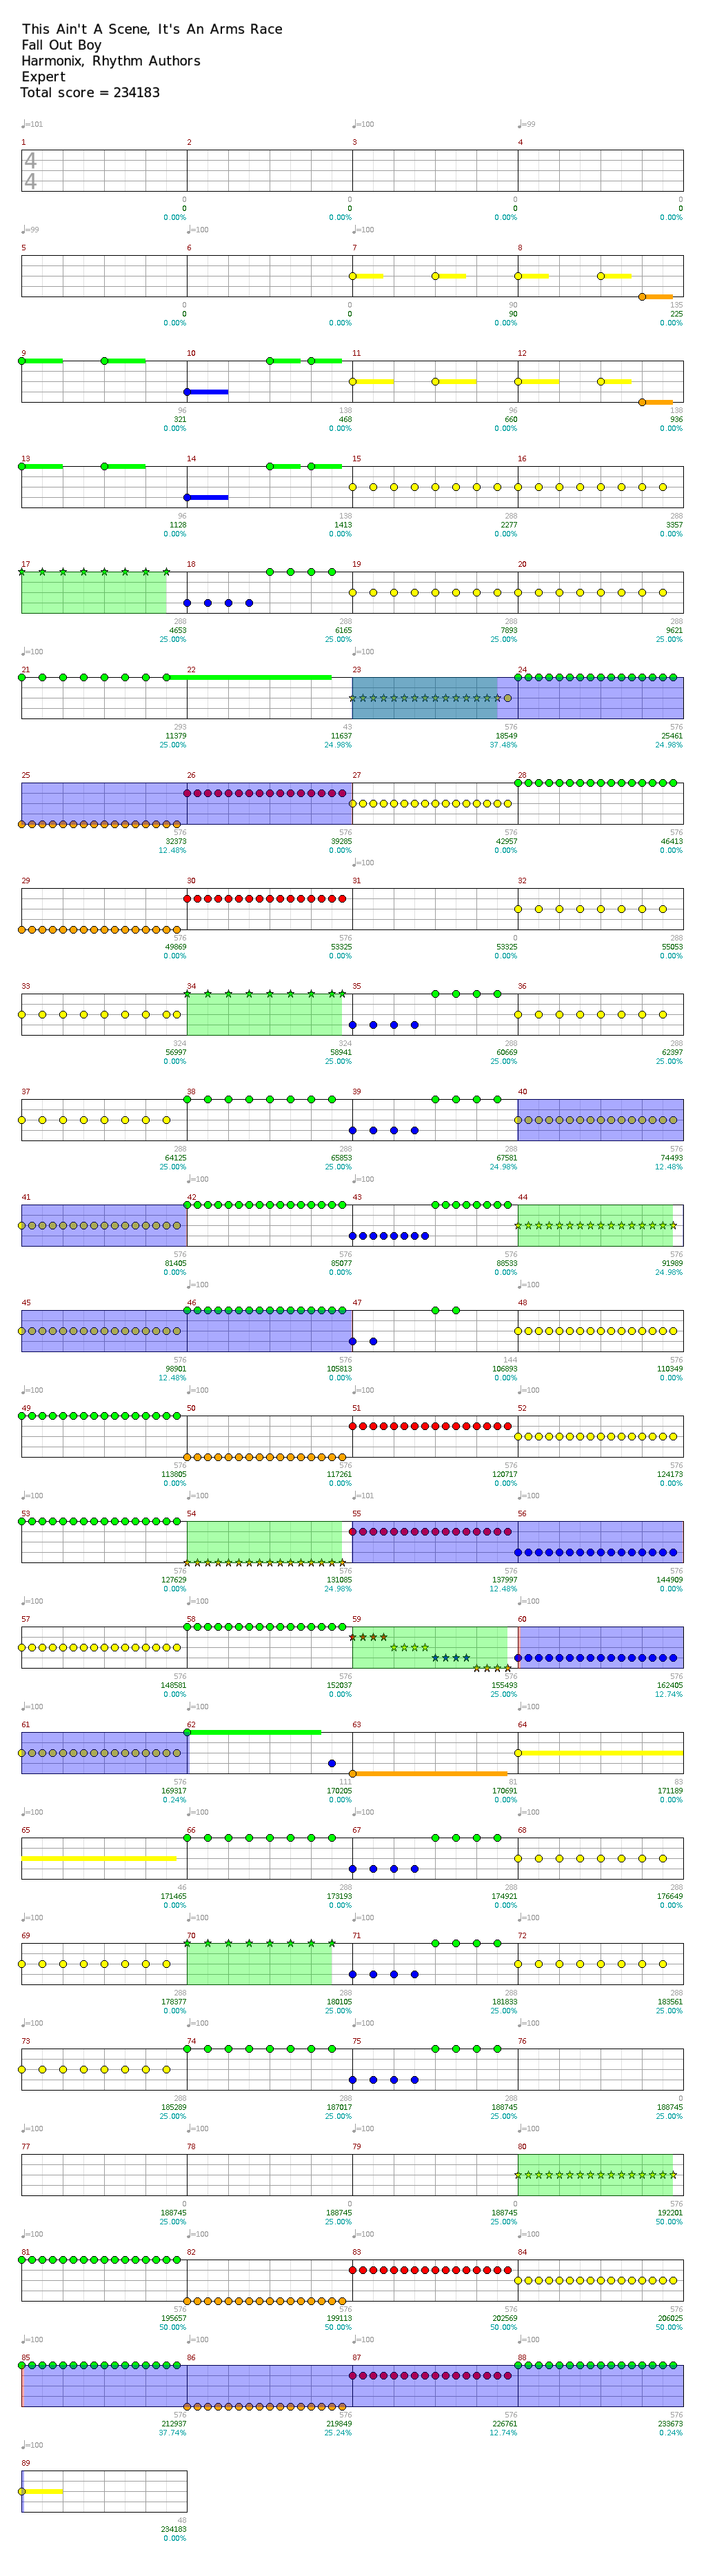 This Ain't A Scene, It's An Arms Race
Fall Out Boy
Harmonix, Rhythm Authors
Expert
Total score = 234183
♩=101 ♩=100 ♩=99
1 2 3 4
4
4
0 0 0 0
0 0 0 0
0.00% 0.00% 0.00% 0.00%
♩=99 ♩=100 ♩=100
5 6 7 8
0 0 90 135
0 0 90 225
0.00% 0.00% 0.00% 0.00%
9 10 11 12
96 138 96 138
321 468 660 936
0.00% 0.00% 0.00% 0.00%
13 14 15 16
96 138 288 288
1128 1413 2277 3357
0.00% 0.00% 0.00% 0.00%
17 18 19 20
288 288 288 288
4653 6165 7893 9621
25.00% 25.00% 25.00% 25.00%
♩=100 ♩=100
21 22 23 24
293 43 576 576
11379 11637 18549 25461
25.00% 24.98% 37.48% 24.98%
25 26 27 28
576 576 576 576
32373 39285 42957 46413
12.48% 0.00% 0.00% 0.00%
♩=100
29 30 31 32
576 576 0 288
49869 53325 53325 55053
0.00% 0.00% 0.00% 0.00%
33 34 35 36
324 324 288 288
56997 58941 60669 62397
0.00% 25.00% 25.00% 25.00%
37 38 39 40
288 288 288 576
64125 65853 67581 74493
25.00% 25.00% 24.98% 12.48%
♩=100 ♩=100
41 42 43 44
576 576 576 576
81405 85077 88533 91989
0.00% 0.00% 0.00% 24.98%
♩=100 ♩=100
45 46 47 48
576 576 144 576
98901 105813 106893 110349
12.48% 0.00% 0.00% 0.00%
♩=100 ♩=100 ♩=100 ♩=100
49 50 51 52
576 576 576 576
113805 117261 120717 124173
0.00% 0.00% 0.00% 0.00%
♩=100 ♩=100 ♩=101 ♩=100
53 54 55 56
576 576 576 576
127629 131085 137997 144909
0.00% 24.98% 12.48% 0.00%
♩=100 ♩=100 ♩=100 ♩=100
57 58 59 60
576 576 576 576
148581 152037 155493 162405
0.00% 0.00% 25.00% 12.74%
♩=100 ♩=100 ♩=100 ♩=100
61 62 63 64
576 111 81 83
169317 170205 170691 171189
0.24% 0.00% 0.00% 0.00%
♩=100 ♩=100 ♩=100 ♩=100
65 66 67 68
46 288 288 288
171465 173193 174921 176649
0.00% 0.00% 0.00% 0.00%
♩=100 ♩=100 ♩=100 ♩=100
69 70 71 72
288 288 288 288
178377 180105 181833 183561
0.00% 25.00% 25.00% 25.00%
♩=100 ♩=100 ♩=100 ♩=100
73 74 75 76
288 288 288 0
185289 187017 188745 188745
25.00% 25.00% 25.00% 25.00%
♩=100 ♩=100 ♩=100 ♩=100
77 78 79 80
0 0 0 576
188745 188745 188745 192201
25.00% 25.00% 25.00% 50.00%
♩=100 ♩=100 ♩=100 ♩=100
81 82 83 84
576 576 576 576
195657 199113 202569 206025
50.00% 50.00% 50.00% 50.00%
♩=100 ♩=100 ♩=100 ♩=100
85 86 87 88
576 576 576 576
212937 219849 226761 233673
37.74% 25.24% 12.74% 0.24%
♩=100
89
48
234183
0.00%